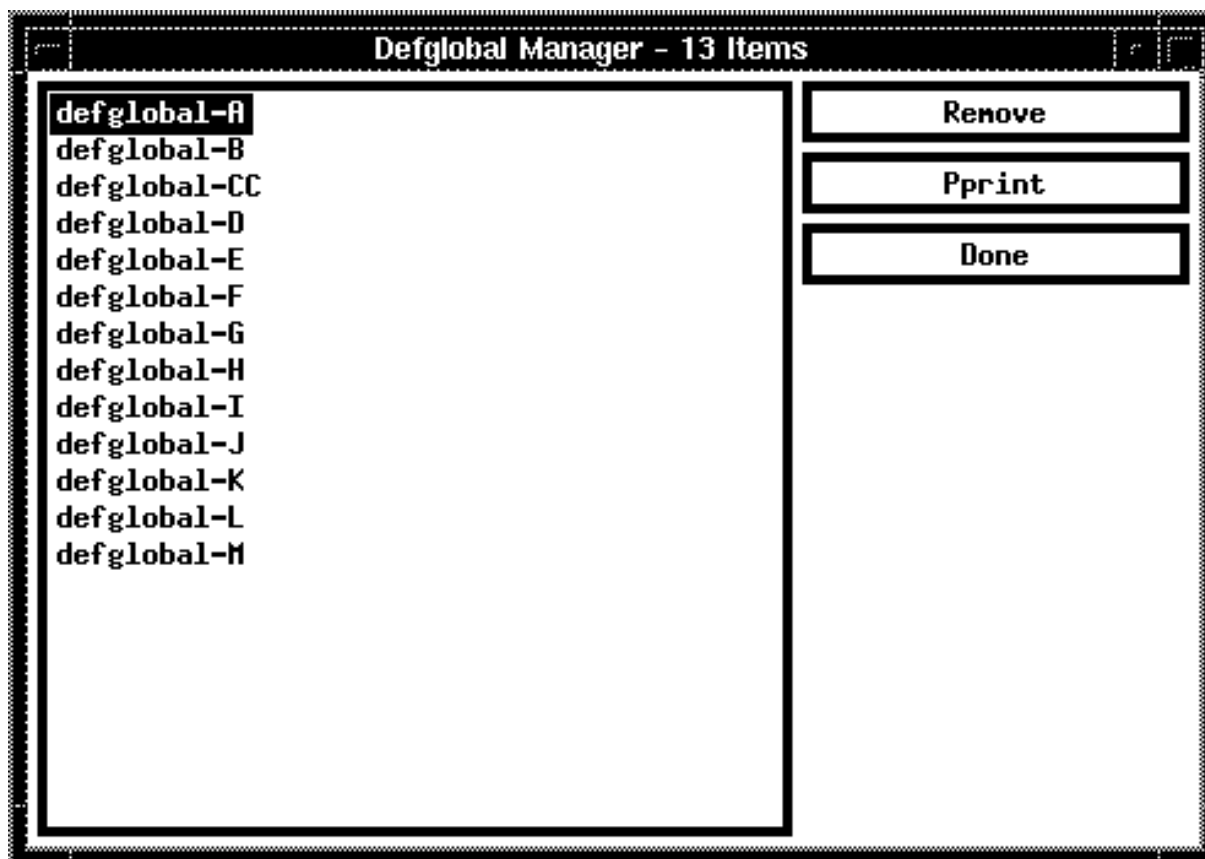 Defglobal Manager - 13 Items
defglobal-A
defglobal-B
defglobal-CC
defglobal-D
defglobal-E
defglobal-F
defglobal-G
defglobal-H
defglobal-I
defglobal-J
defglobal-K
defglobal-L
defglobal-M
Remove
Pprint
Done